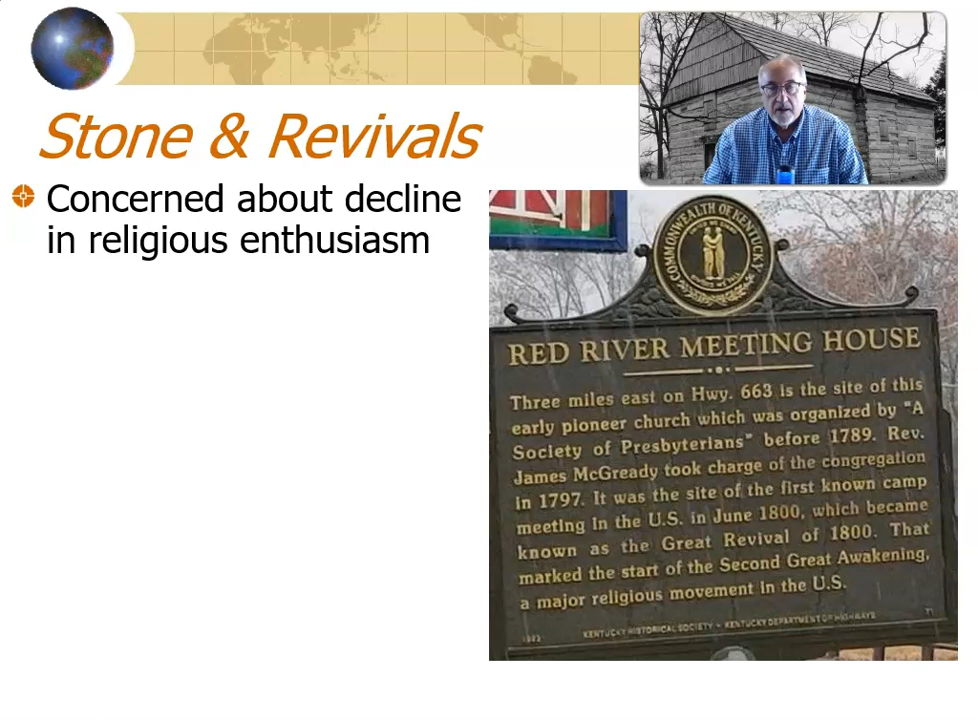 Stone & Revivals
Concerned about decline
in religious enthusiasm
COMMONWEALTH OF KENTUCKY
RED RIVER MEETING HOUSE
Three miles east on Hwy. 663 is the site of this
early pioneer church which was organized by "A
Society of Presbyterians" before 1789. Rev.
James McGready took charge of the congregation
in 1797. It was the site of the first known camp
meeting in the U.S. in June 1800, which became
known as the Great Revival of 1800. That
marked the start of the Second Great Awakening,
a major religious movement in the U.S.
KENTUCKY HISTORICAL SOCIETY - KENTUCKY DEPARTMENT OF HIGHWAYS